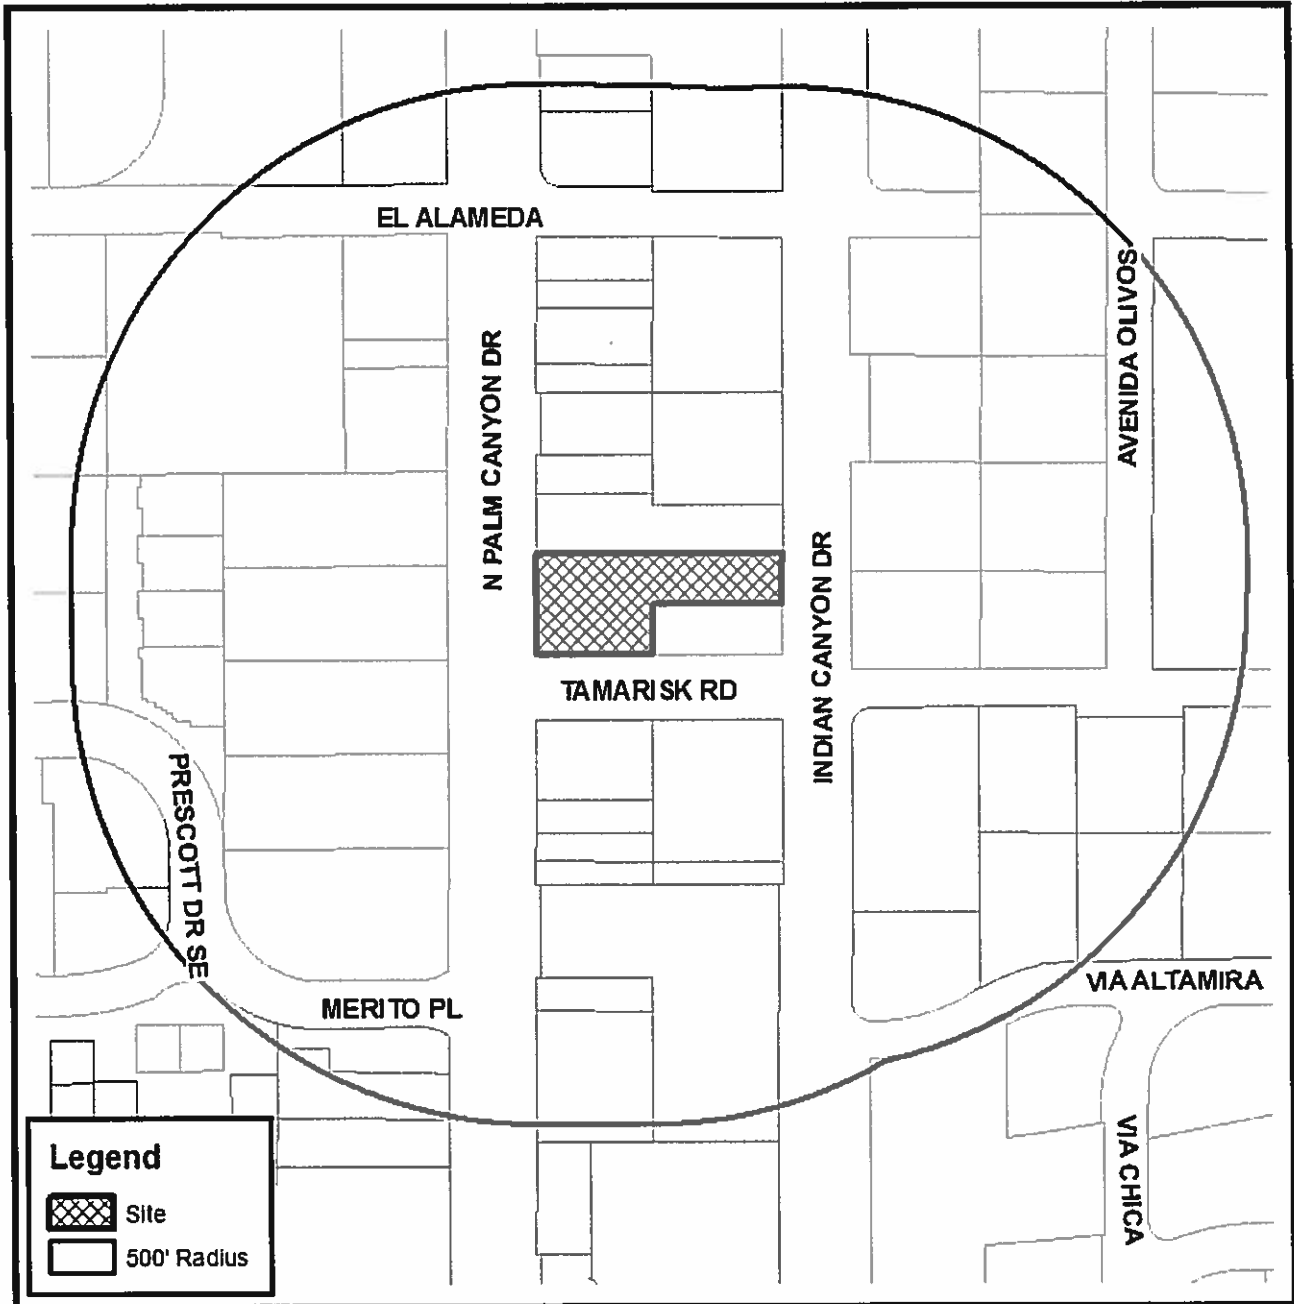 EL ALAMEDA
N PALM CANYON DR
AVENIDA OLIVOS
INDIAN CANYON DR
TAMARISK RD
PRESCOTT DR SE
MERITO PL
VIA ALTAMIRA
VIA CHICA
Legend
Site
500' Radius